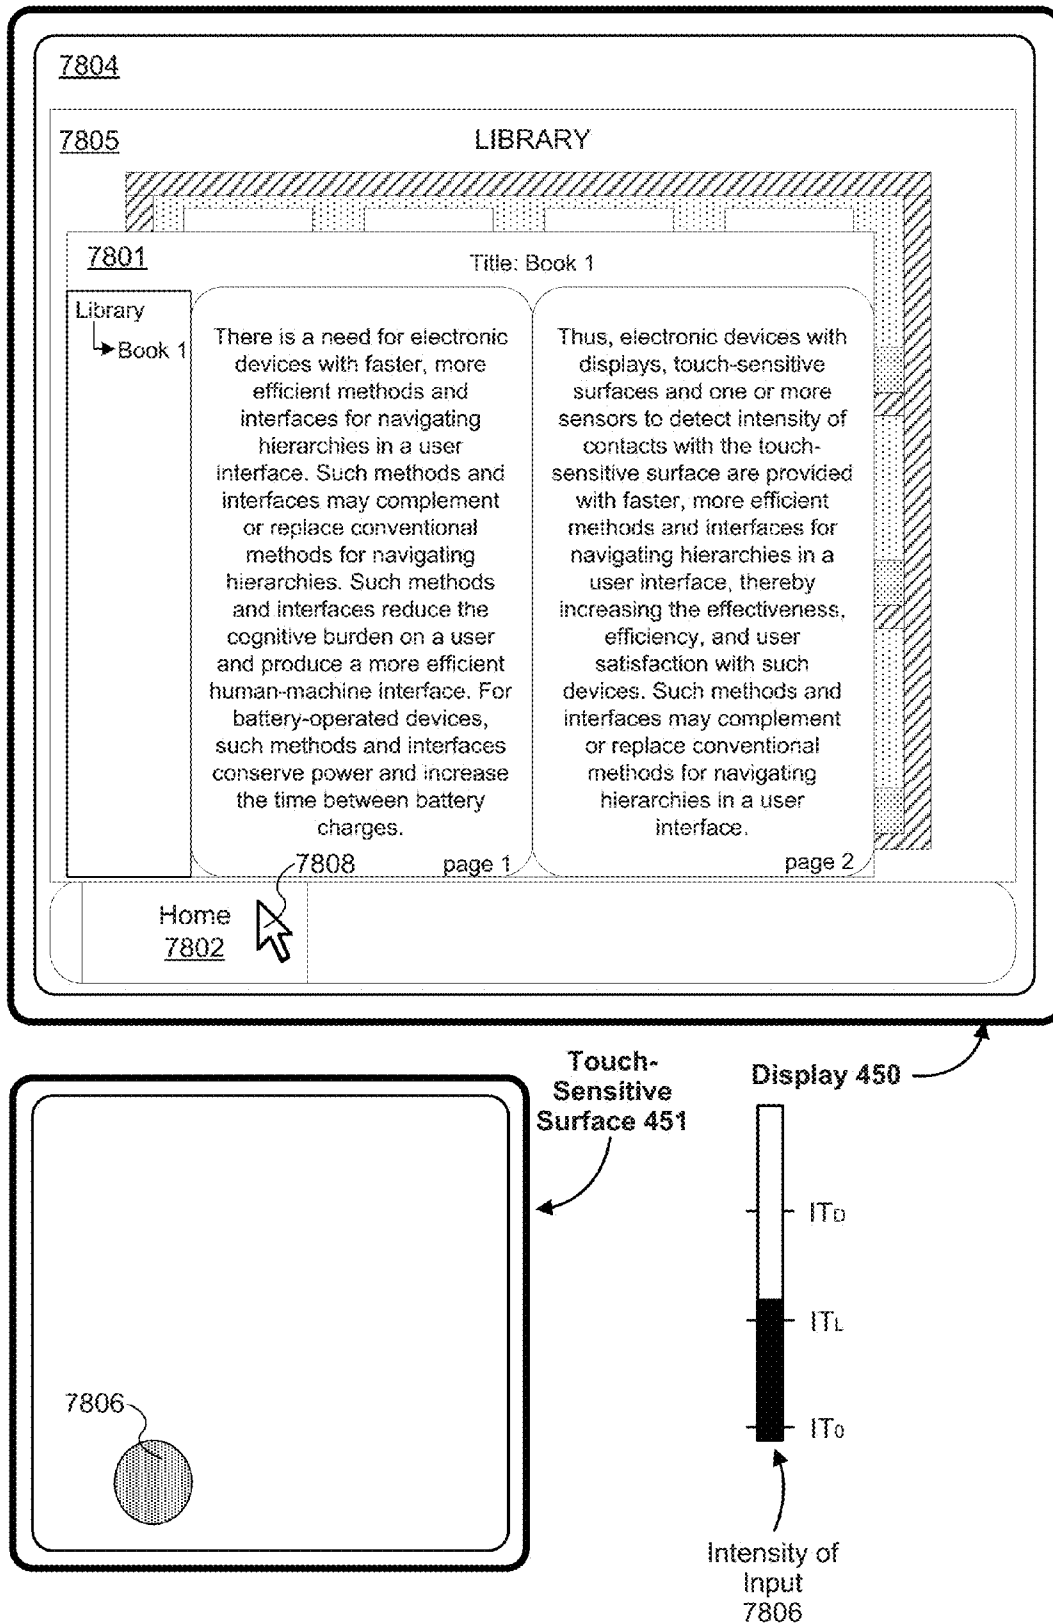 7804
7805
LIBRARY
7801
Title: Book 1
Library
Book 1
There is a need for electronic
devices with faster, more
efficient methods and
interfaces for navigating
hierarchies in a user
interface. Such methods and
interfaces may complement
or replace conventional
methods for navigating
hierarchies. Such methods
and interfaces reduce the
cognitive burden on a user
and produce a more efficient
human-machine interface. For
battery-operated devices,
such methods and interfaces
conserve power and increase
the time between battery
charges.
page 1
Thus, electronic devices with
displays, touch-sensitive
surfaces and one or more
sensors to detect intensity of
contacts with the touch-
sensitive surface are provided
with faster, more efficient
methods and interfaces for
navigating hierarchies in a
user interface, thereby
increasing the effectiveness,
efficiency, and user
satisfaction with such
devices. Such methods and
interfaces may complement
or replace conventional
methods for navigating
hierarchies in a user
interface.
page 2
7808
Home
7802
Touch-
Sensitive
Surface 451
Display 450
ITD
ITL
IT0
7806
Intensity of
Input
7806